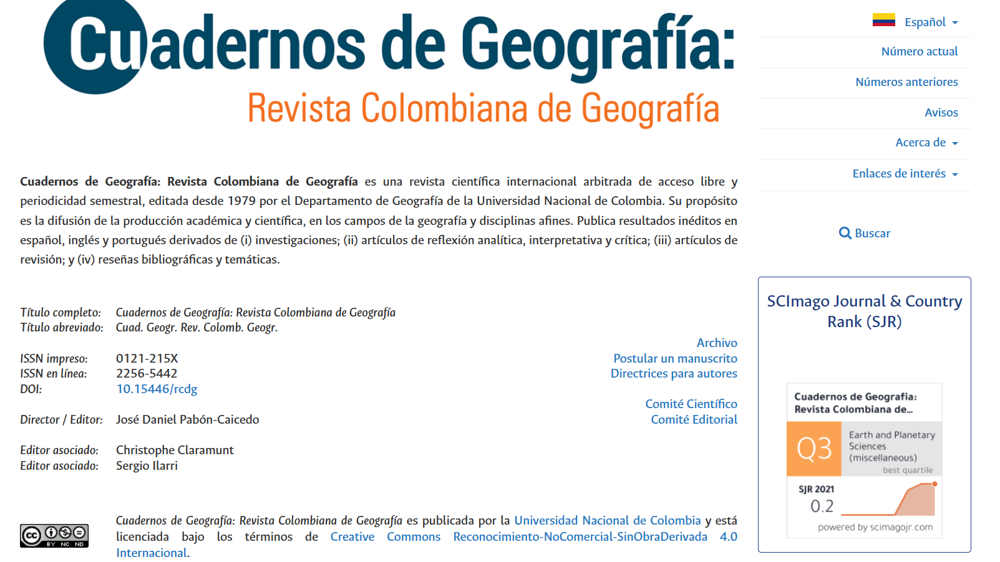 Cuadernos de Geografía:
Revista Colombiana de Geografía
Español
Número actual
Números anteriores
Avisos
Acerca de
Enlaces de interés
Buscar
Cuadernos de Geografía: Revista Colombiana de Geografía es una revista científica internacional arbitrada de acceso libre y
periodicidad semestral, editada desde 1979 por el Departamento de Geografía de la Universidad Nacional de Colombia. Su propósito
es la difusión de la producción académica y científica, en los campos de la geografía y disciplinas afines. Publica resultados inéditos en
español, inglés y portugués derivados de (i) investigaciones; (ii) artículos de reflexión analítica, interpretativa y crítica; (iii) artículos de
revisión; y (iv) reseñas bibliográficas y temáticas.
Título completo: Cuadernos de Geografía: Revista Colombiana de Geografía
Título abreviado: Cuad. Geogr. Rev. Colomb. Geogr.
ISSN impreso: 0121-215X
ISSN en línea: 2256-5442
DOI: 10.15446/rcdg
Director / Editor: José Daniel Pabón-Caicedo
Editor asociado: Christophe Claramunt
Editor asociado: Sergio Ilarri
Archivo
Postular un manuscrito
Directrices para autores
Comité Científico
Comité Editorial
cc BY NC ND
Cuadernos de Geografía: Revista Colombiana de Geografía es publicada por la Universidad Nacional de Colombia y está
licenciada bajo los términos de Creative Commons Reconocimiento-NoComercial-SinObraDerivada 4.0
Internacional.
SCImago Journal & Country
Rank (SJR)
Cuadernos de Geografia:
Revista Colombiana de...
Q3
Earth and Planetary
Sciences
(miscellaneous)
best quartile
SJR 2021
0.2
powered by scimagojr.com